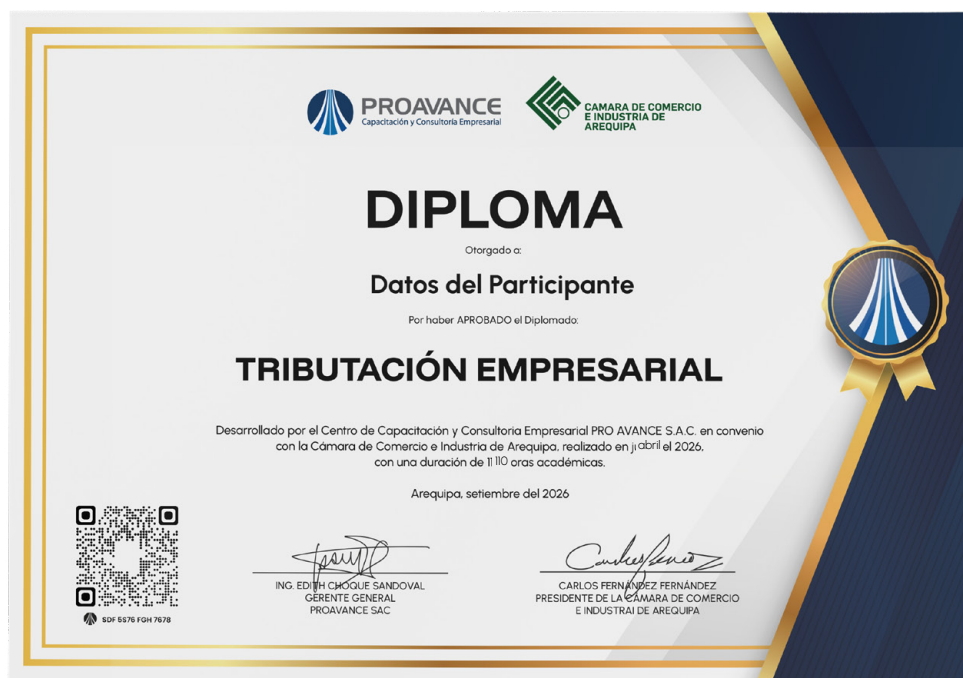 PROAVANCE
Capacitación y Consultoría Empresarial
CAMARA DE COMERCIO
E INDUSTRIA DE
AREQUIPA
DIPLOMA
Otorgado a:
Datos del Participante
Por haber APROBADO el Diplomado:
TRIBUTACIÓN EMPRESARIAL
Desarrollado por el Centro de Capacitación y Consultoria Empresarial PRO AVANCE S.A.C. en convenio
con la Cámara de Comercio e Industria de Arequipa, realizado en abril el 2026,
con una duración de 110 oras académicas.
Arequipa, setiembre del 2026
ING. EDITH CHOQUE SANDOVAL
GERENTE GENERAL
PROAVANCE SAC
CARLOS FERNÁNDEZ FERNÁNDEZ
PRESIDENTE DE LA CÁMARA DE COMERCIO
E INDUSTRAI DE AREQUIPA
SDF 5S76 FGH 7678